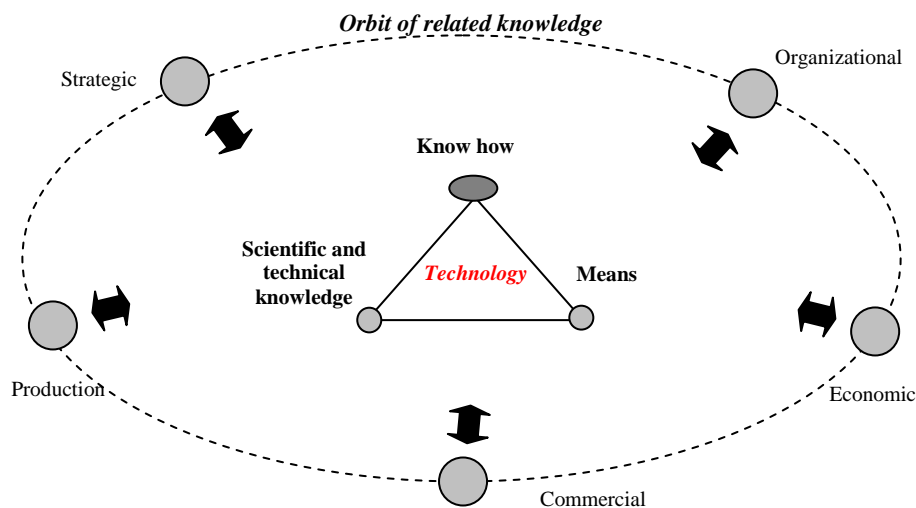 Orbit of related knowledge
Strategic
Organizational
Know how
Scientific and
technical
knowledge
Technology
Means
Production
Economic
Commercial